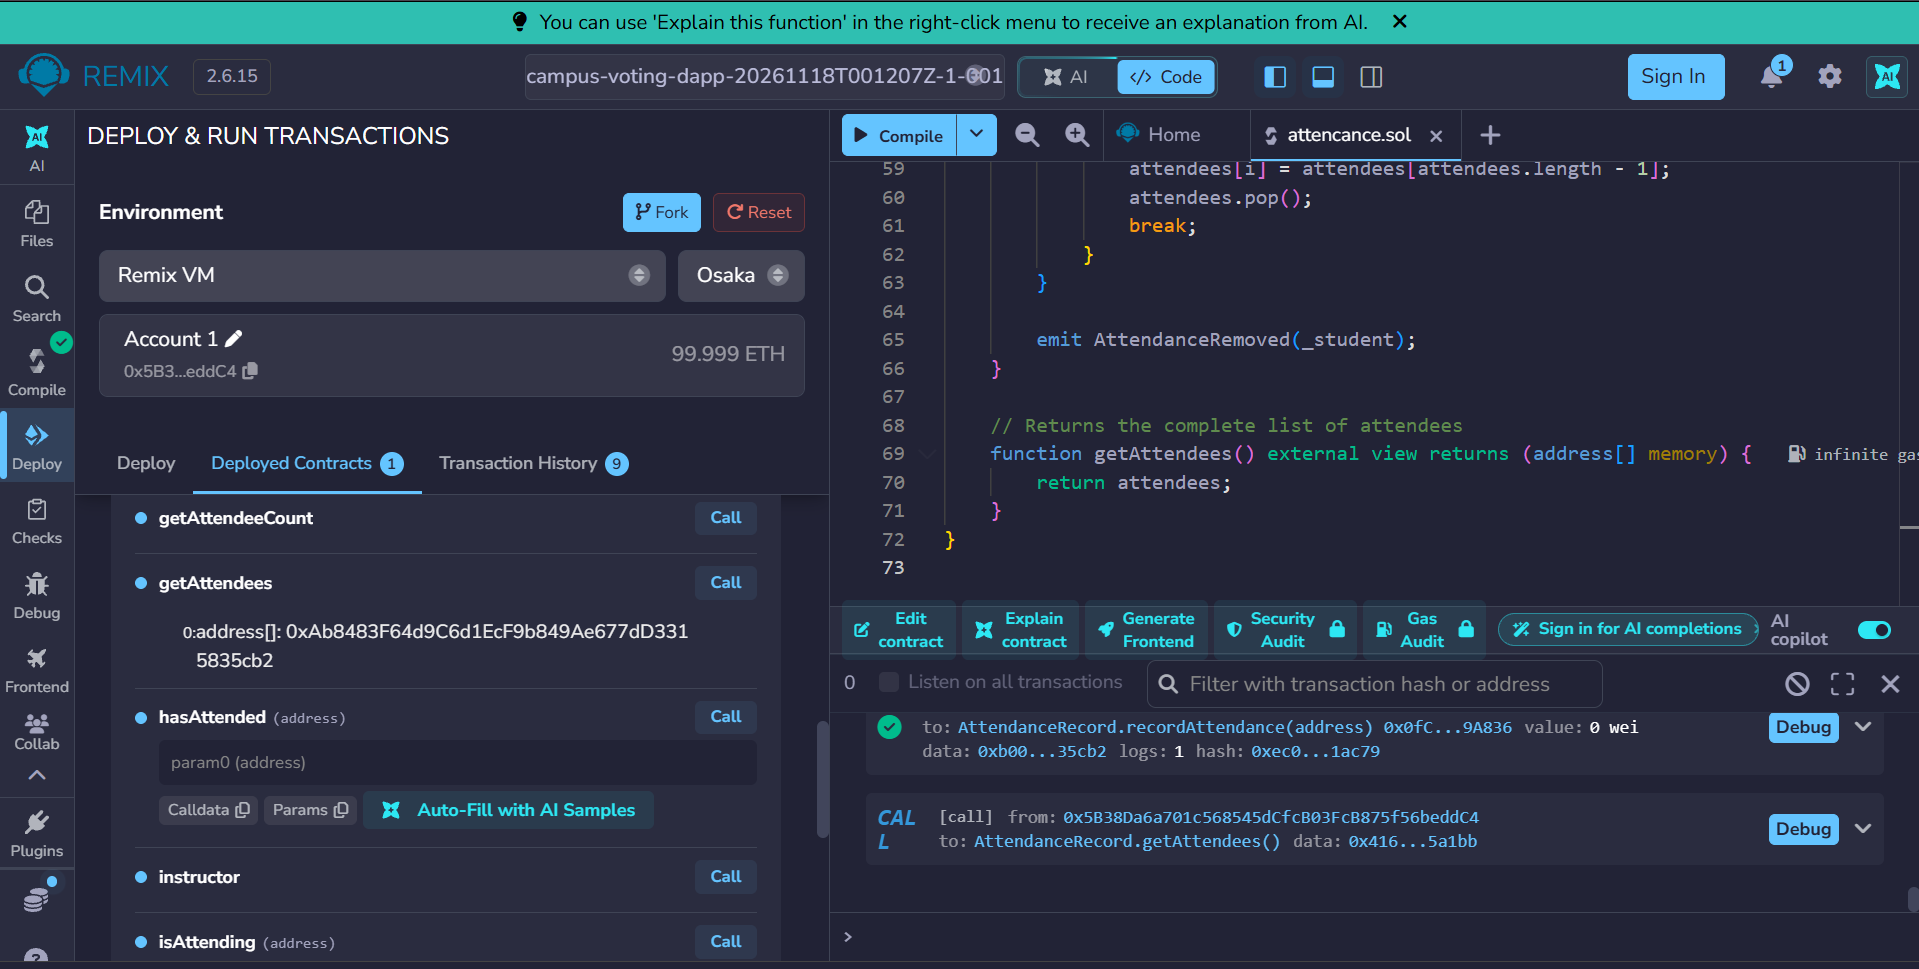 You can use 'Explain this function' in the right-click menu to receive an explanation from AI.
REMIX
2.6.15
campus-voting-dapp-20261118T001207Z-1-001
AI
Code
Sign In
1
AI
DEPLOY & RUN TRANSACTIONS
AI
AI
Files
Search
Compile
Deploy
Checks
Debug
Frontend
Collab
Plugins
Environment
Fork
Reset
Remix VM
Osaka
Account 1
0x5B3...eddC4
99.999 ETH
Deploy
Deployed Contracts 1
Transaction History 9
getAttendeeCount
Call
getAttendees
Call
0:address[]: 0xAb8483F64d9C6d1EcF9b849Ae677dD331
5835cb2
hasAttended (address)
Call
param0 (address)
Calldata
Params
Auto-Fill with AI Samples
instructor
Call
isAttending (address)
Call
Compile
Home
attencance.sol
59 attendees[i] = attendees[attendees.length - 1];
60 attendees.pop();
61 break;
62 }
63 }
64
65 emit AttendanceRemoved(_student);
66 }
67
68 // Returns the complete list of attendees
69 function getAttendees() external view returns (address[] memory) { infinite gas
70 return attendees;
71 }
72 }
73
Edit
contract
Explain
contract
Generate
Frontend
Security
Audit
Gas
Audit
Sign in for AI completions
AI
copilot
0
Listen on all transactions
Filter with transaction hash or address
to: AttendanceRecord.recordAttendance(address) 0x0fC...9A836 value: 0 wei
data: 0xb00...35cb2 logs: 1 hash: 0xec0...1ac79
Debug
CAL
L
[call] from: 0x5B38Da6a701c568545dCfcB03FcB875f56beddC4
to: AttendanceRecord.getAttendees() data: 0x416...5a1bb
Debug
>